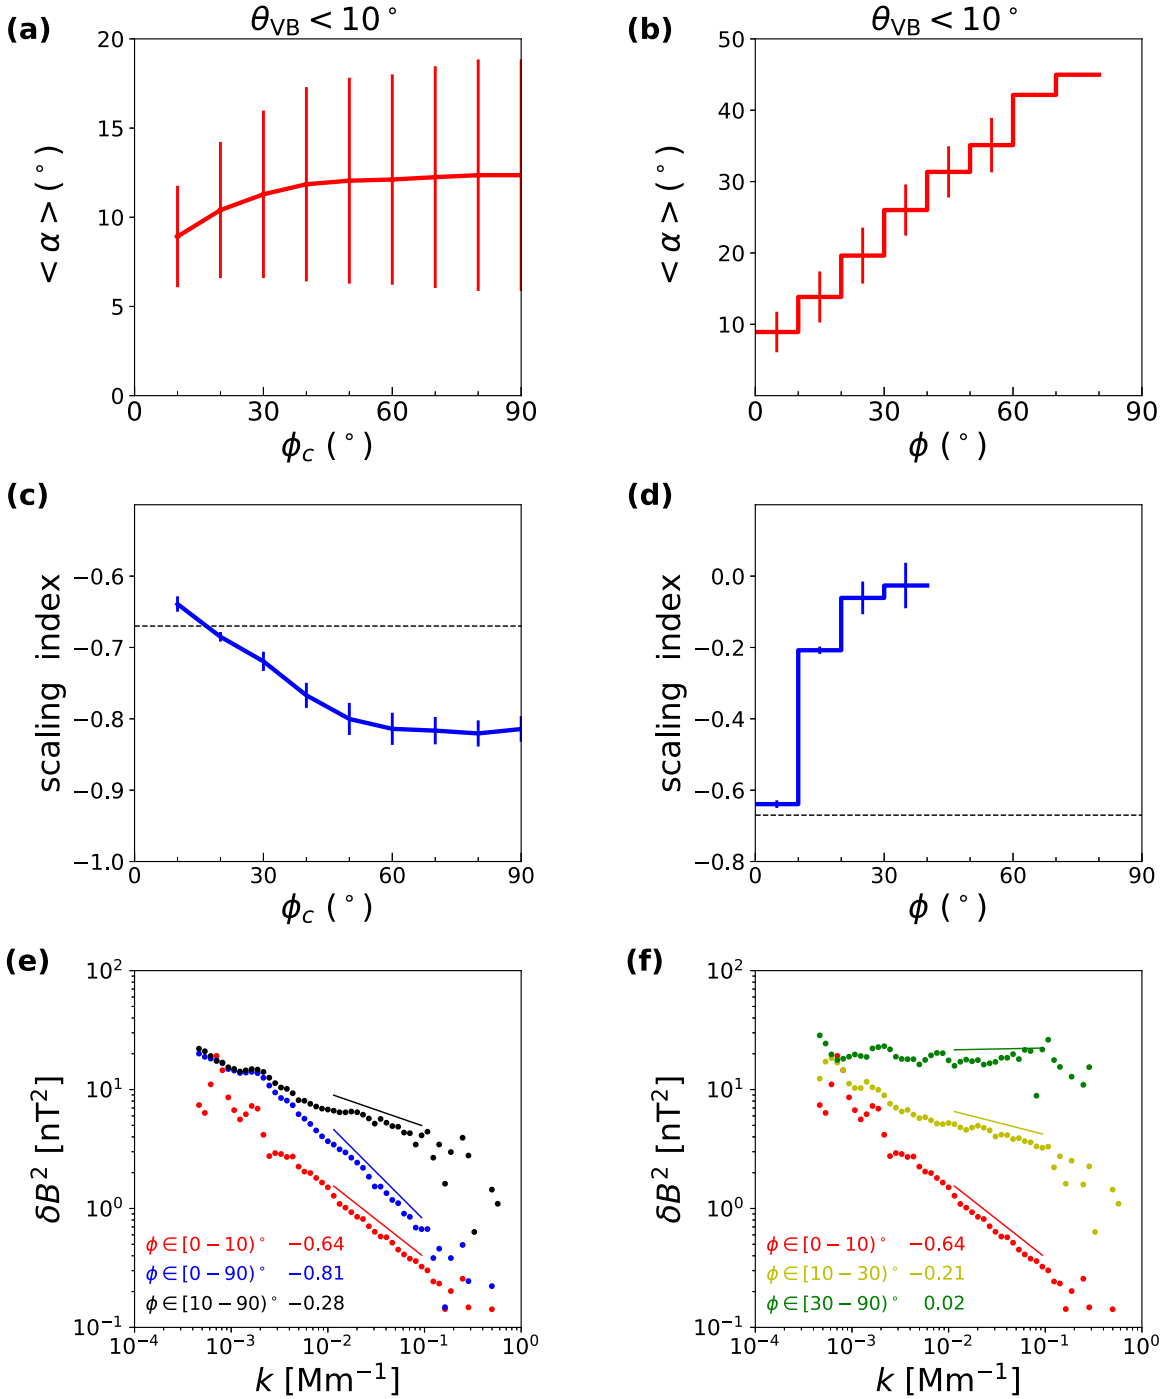 (a)
θ_VB < 10°
20
15
10
5
0
< α > (°)
0 30 60 90
ϕ_c (°)
(b)
θ_VB < 10°
50
40
30
20
10
< α > (°)
0 30 60 90
ϕ (°)
(c)
−0.6
−0.7
−0.8
−0.9
−1.0
scaling index
0 30 60 90
ϕ_c (°)
(d)
0.0
−0.2
−0.4
−0.6
−0.8
scaling index
0 30 60 90
ϕ (°)
(e)
10²
10¹
10⁰
10⁻¹
δB² [nT²]
ϕ ∈ [0 − 10)° −0.64
ϕ ∈ [0 − 90)° −0.81
ϕ ∈ [10 − 90)° −0.28
10⁻⁴ 10⁻³ 10⁻² 10⁻¹ 10⁰
k [Mm⁻¹]
(f)
10²
10¹
10⁰
10⁻¹
δB² [nT²]
ϕ ∈ [0 − 10)° −0.64
ϕ ∈ [10 − 30)° −0.21
ϕ ∈ [30 − 90)° 0.02
10⁻⁴ 10⁻³ 10⁻² 10⁻¹ 10⁰
k [Mm⁻¹]